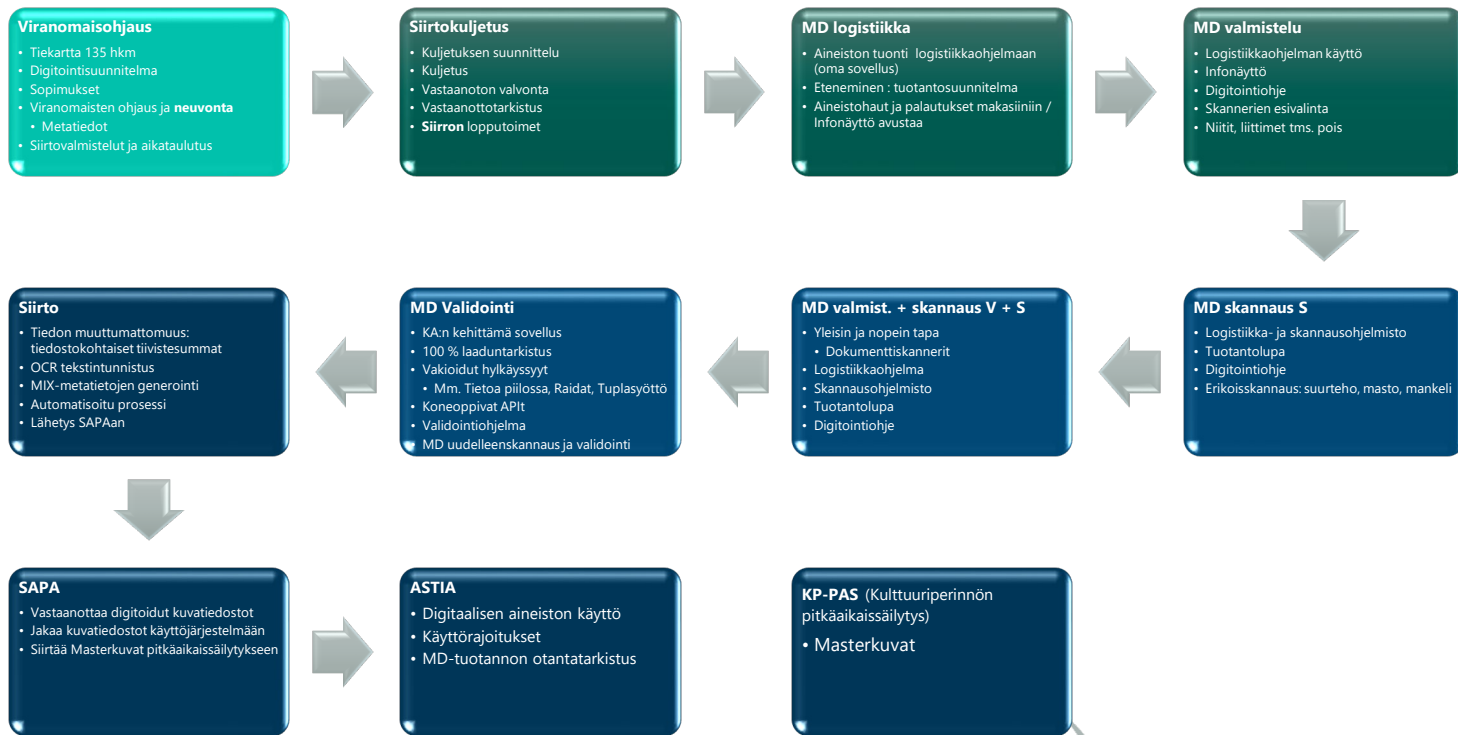 Viranomaisohjaus
• Tiekartta 135 hkm
• Digitointisuunnitelma
• Sopimukset
• Viranomaisten ohjaus ja neuvonta
• Metatiedot
• Siirtovalmistelut ja aikataulutus
Siirtokuljetus
• Kuljetuksen suunnittelu
• Kuljetus
• Vastaanoton valvonta
• Vastaanottotarkistus
• Siirron lopputoimet
MD logistiikka
• Aineiston tuonti logistiikkaohjelmaan
(oma sovellus)
• Eteneminen : tuotantosuunnitelma
• Aineistohaut ja palautukset makasiiniin /
Infonäyttö avustaa
MD valmistelu
• Logistiikkaohjelman käyttö
• Infonäyttö
• Digitointiohje
• Skannerien esivalinta
• Niitit, liittimet tms. pois
Siirto
• Tiedon muuttumattomuus:
tiedostokohtaiset tiivistesummat
• OCR tekstintunnistus
• MIX-metatietojen generointi
• Automatisoitu prosessi
• Lähetys SAPAan
MD Validointi
• KA:n kehittämä sovellus
• 100 % laaduntarkistus
• Vakioidut hylkäyssyyt
• Mm. Tietoa piilossa, Raidat, Tuplasyöttö
• Koneoppivat APIt
• Validointiohjelma
• MD uudelleenskannaus ja validointi
MD valmist. + skannaus V + S
• Yleisin ja nopein tapa
• Dokumenttiskannerit
• Logistiikkaohjelma
• Skannausohjelmisto
• Tuotantolupa
• Digitointiohje
MD skannaus S
• Logistiikka- ja skannausohjelmisto
• Tuotantolupa
• Digitointiohje
• Erikoisskannaus: suurteho, masto, mankeli
SAPA
• Vastaanottaa digitoidut kuvatiedostot
• Jakaa kuvatiedostot käyttöjärjestelmään
• Siirtää Masterkuvat pitkäaikaissäilytykseen
ASTIA
• Digitaalisen aineiston käyttö
• Käyttörajoitukset
• MD-tuotannon otantatarkistus
KP-PAS (Kulttuuriperinnön
pitkäaikaissäilytys)
• Masterkuvat